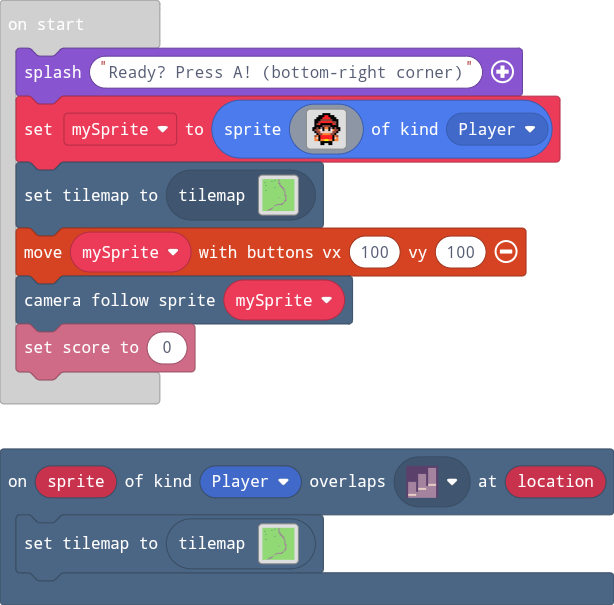 on start
splash "Ready? Press A! (bottom-right corner)"
set mySprite to sprite of kind Player
set tilemap to tilemap
move mySprite with buttons vx 100 vy 100
camera follow sprite mySprite
set score to 0
on sprite of kind Player overlaps at location
set tilemap to tilemap